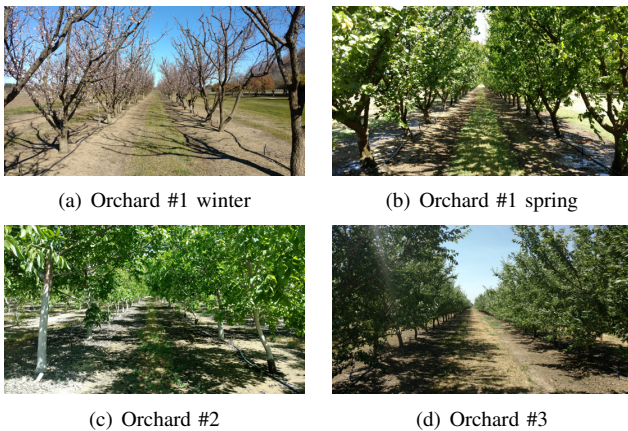 (a) Orchard #1 winter
(b) Orchard #1 spring
(c) Orchard #2
(d) Orchard #3